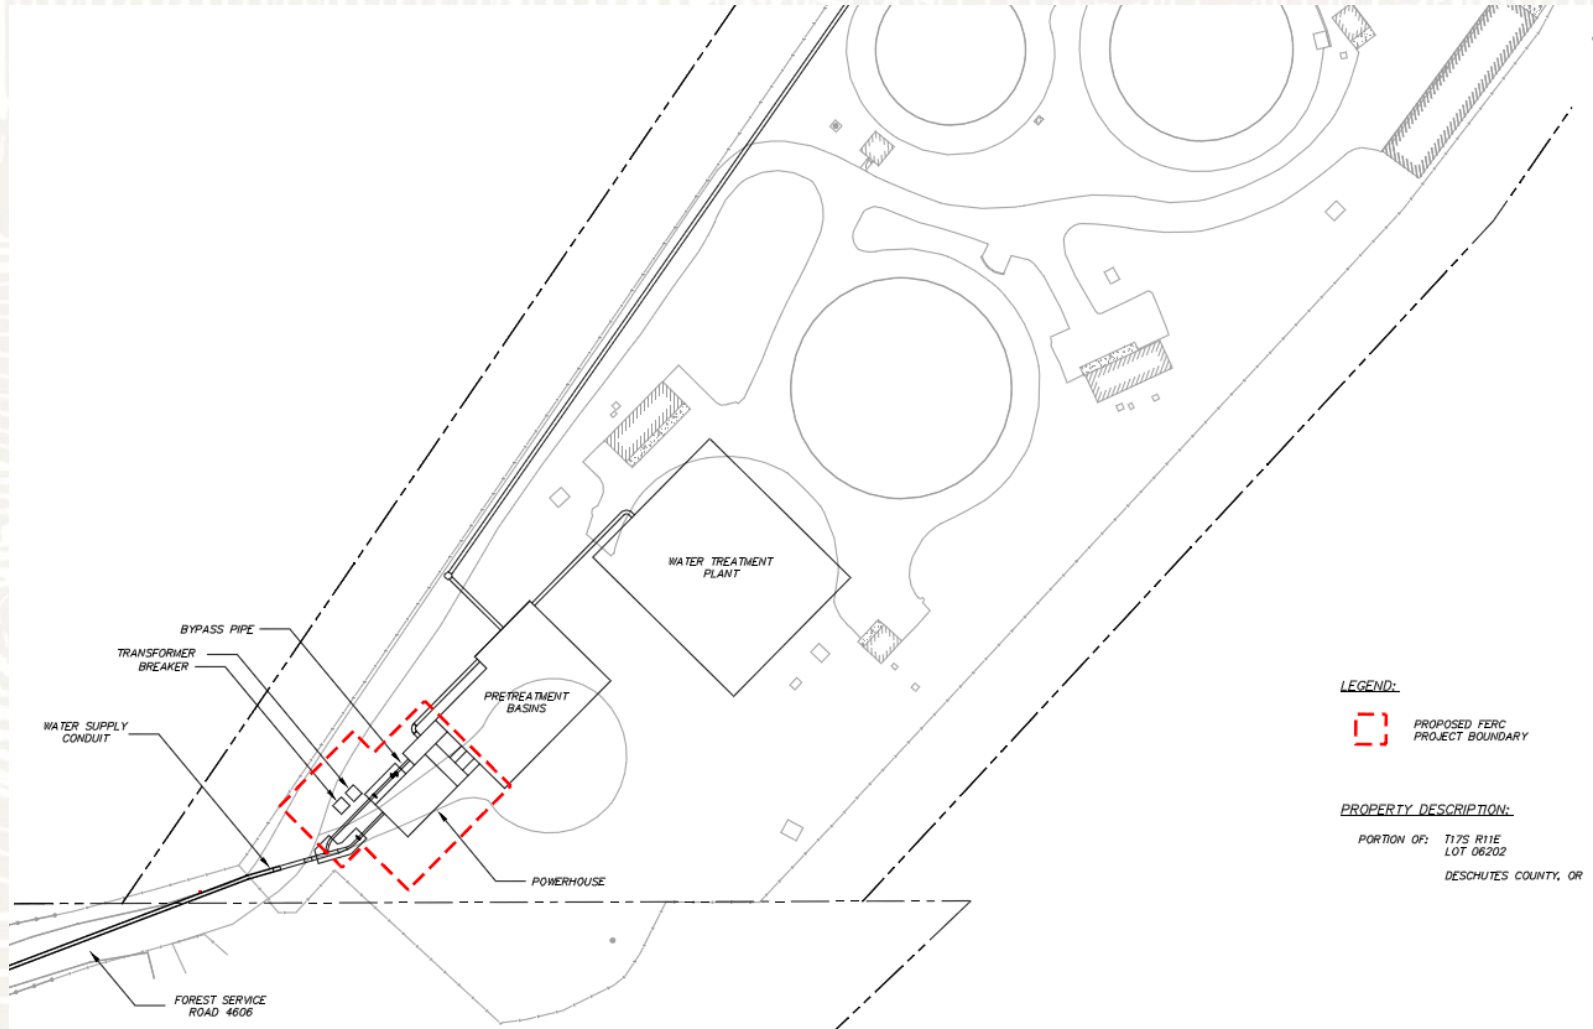 WATER TREATMENT
PLANT
BYPASS PIPE
TRANSFORMER
BREAKER
PRETREATMENT
BASINS
WATER SUPPLY
CONDUIT
POWERHOUSE
FOREST SERVICE
ROAD 4606
LEGEND:
PROPOSED FERC
PROJECT BOUNDARY
PROPERTY DESCRIPTION:
PORTION OF: T17S R11E
LOT 06202
DESCHUTES COUNTY, OR